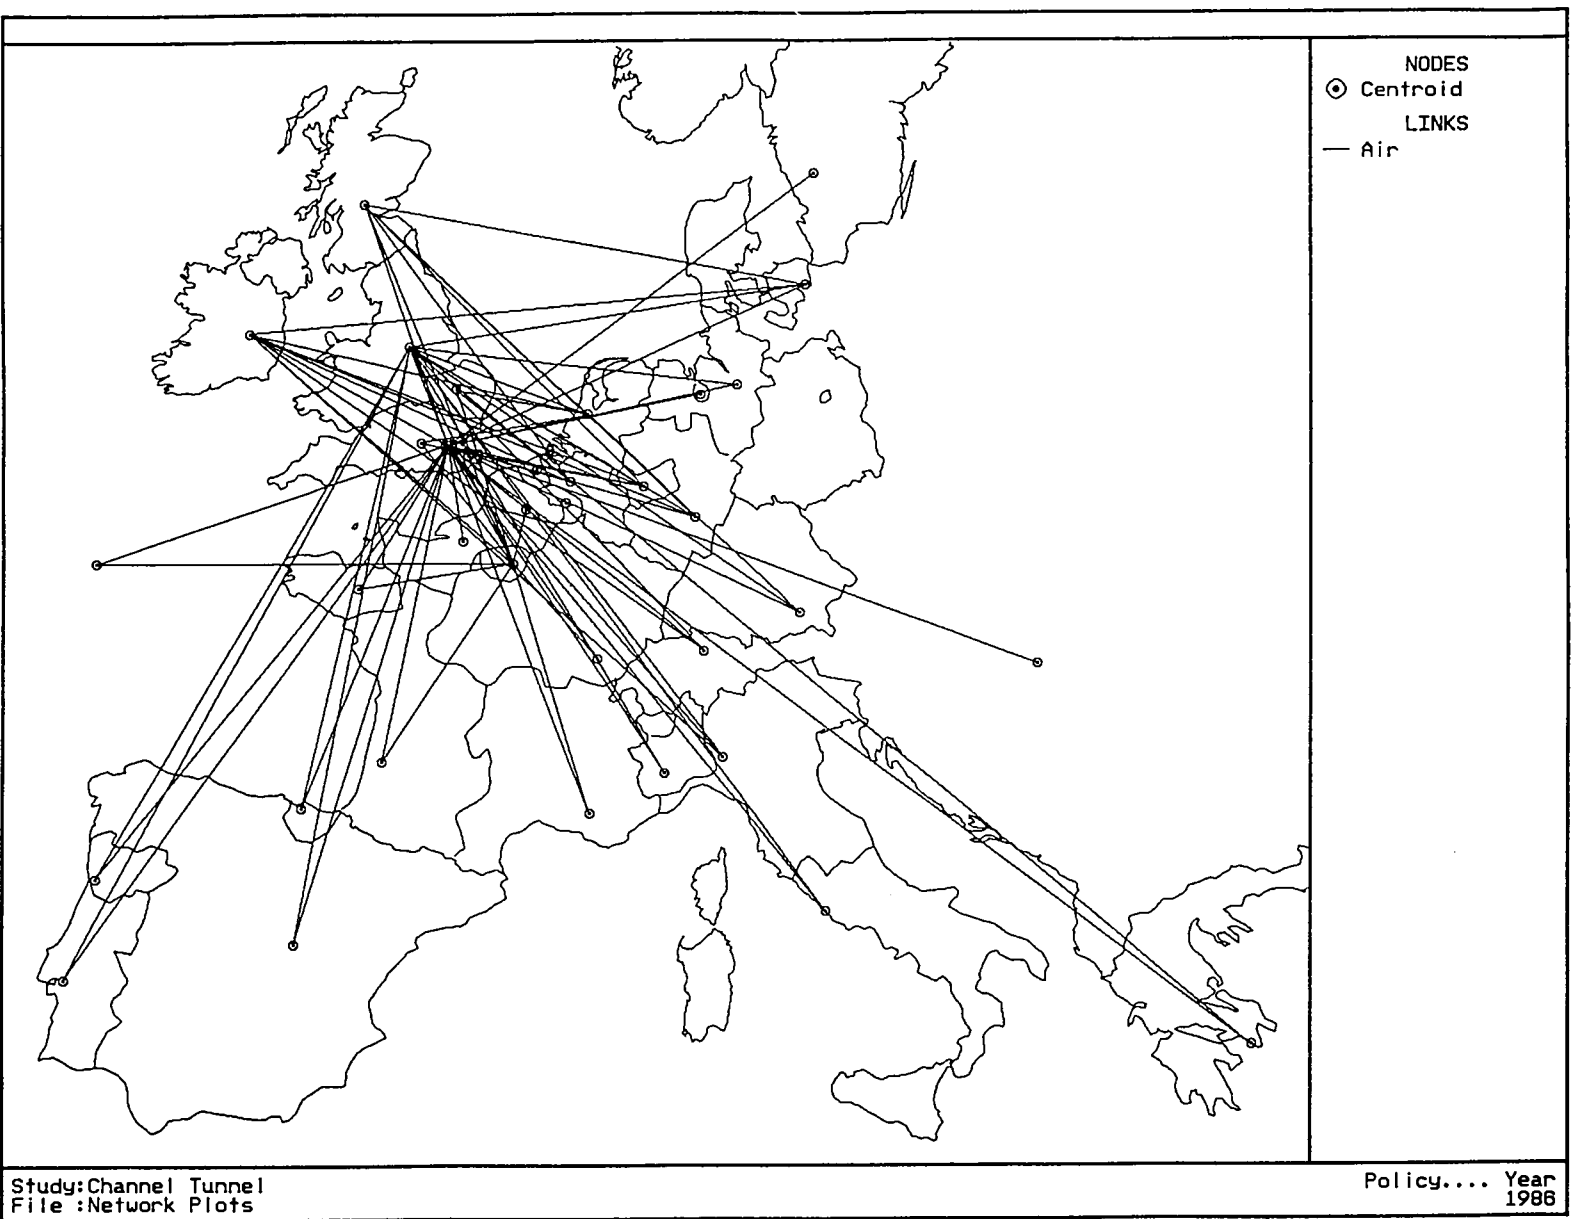 NODES
Centroid
LINKS
Air
Study:Channel Tunnel
File :Network Plots
Policy.... Year
1986